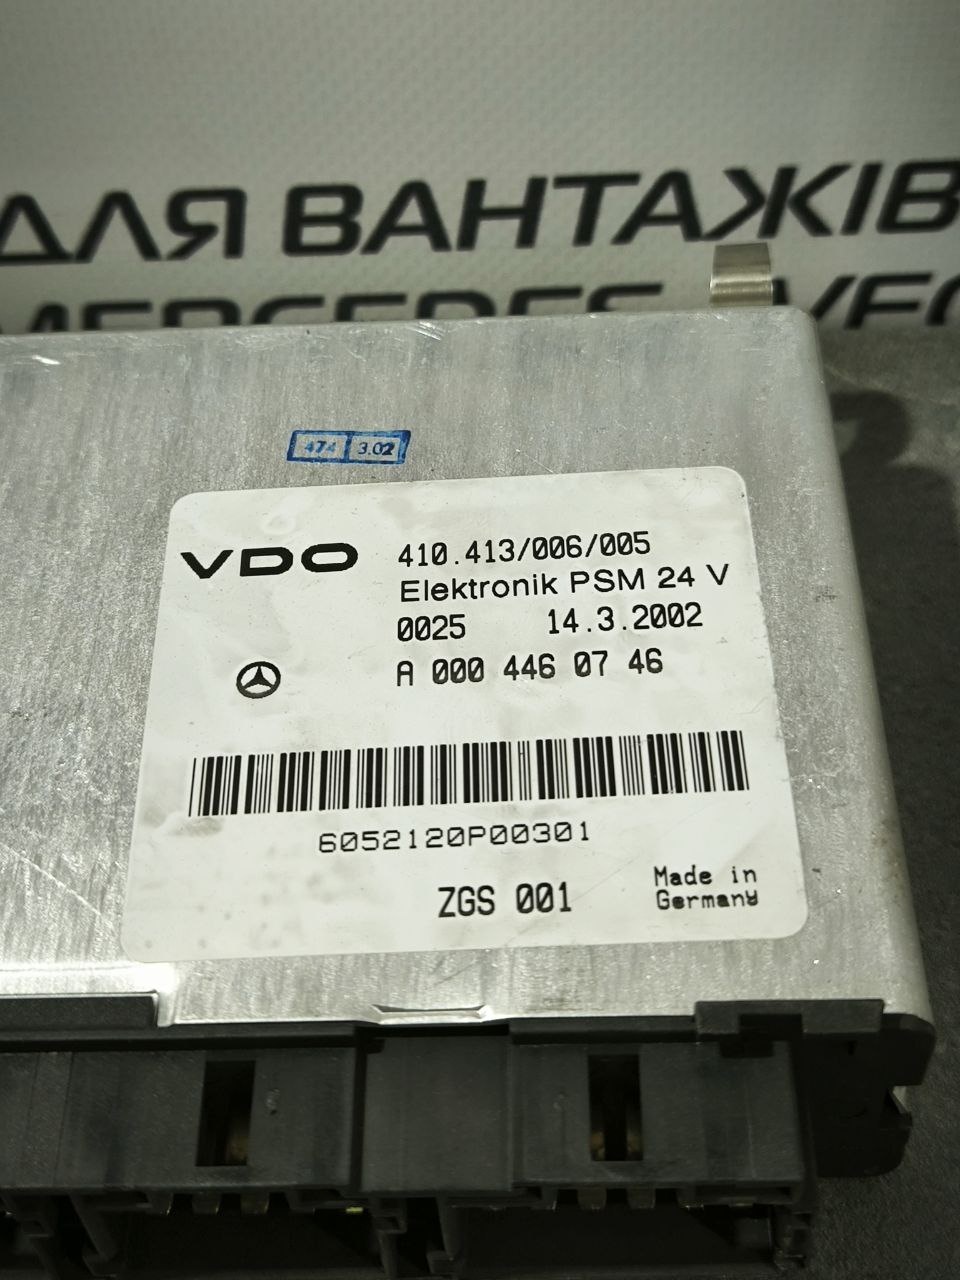 ДЛЯ ВАНТАЖІВ
MERCEDES
474 3.02
VDO
410.413/006/005
Elektronik PSM 24 V
0025 14.3.2002
A 000 446 07 46
6052120P00301
ZGS 001
Made in
Germany